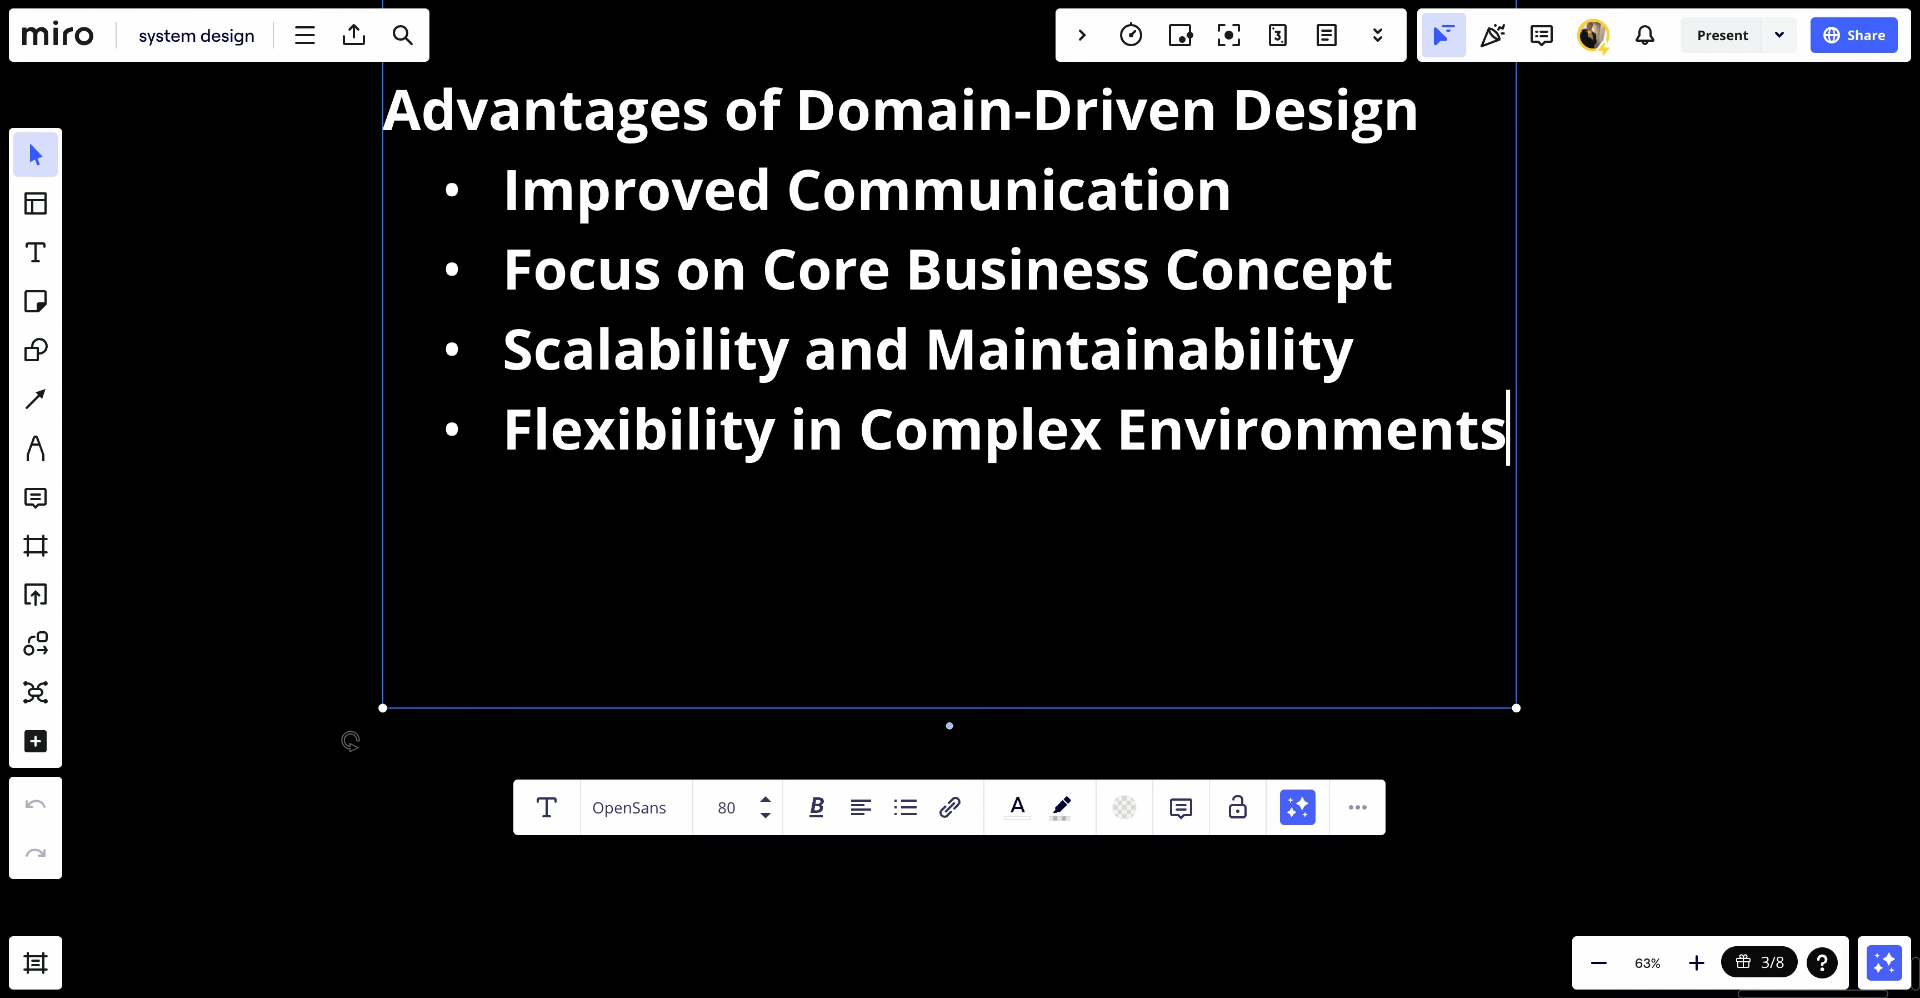 miro system design
Present Share
Advantages of Domain-Driven Design
• Improved Communication
• Focus on Core Business Concept
• Scalability and Maintainability
• Flexibility in Complex Environments
OpenSans 80 B A
63% 3/8 ?